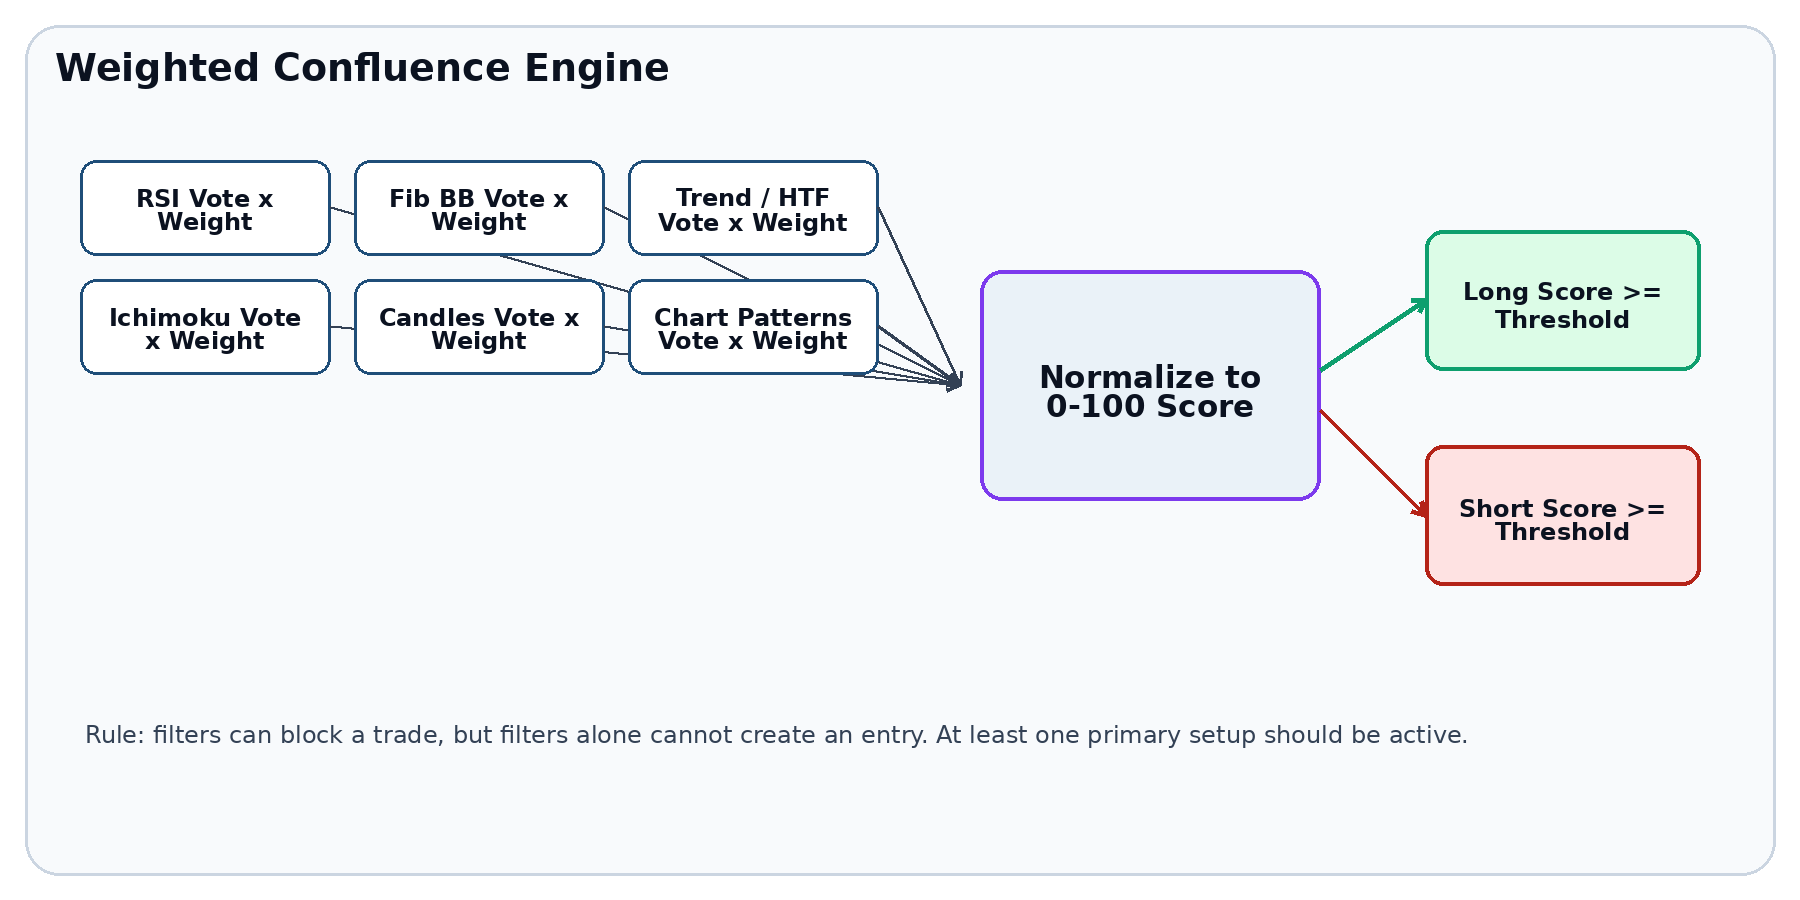 Weighted Confluence Engine
RSI Vote x
Weight
Fib BB Vote x
Weight
Trend / HTF
Vote x Weight
Ichimoku Vote
x Weight
Candles Vote x
Weight
Chart Patterns
Vote x Weight
Normalize to
0-100 Score
Long Score >=
Threshold
Short Score >=
Threshold
Rule: filters can block a trade, but filters alone cannot create an entry. At least one primary setup should be active.